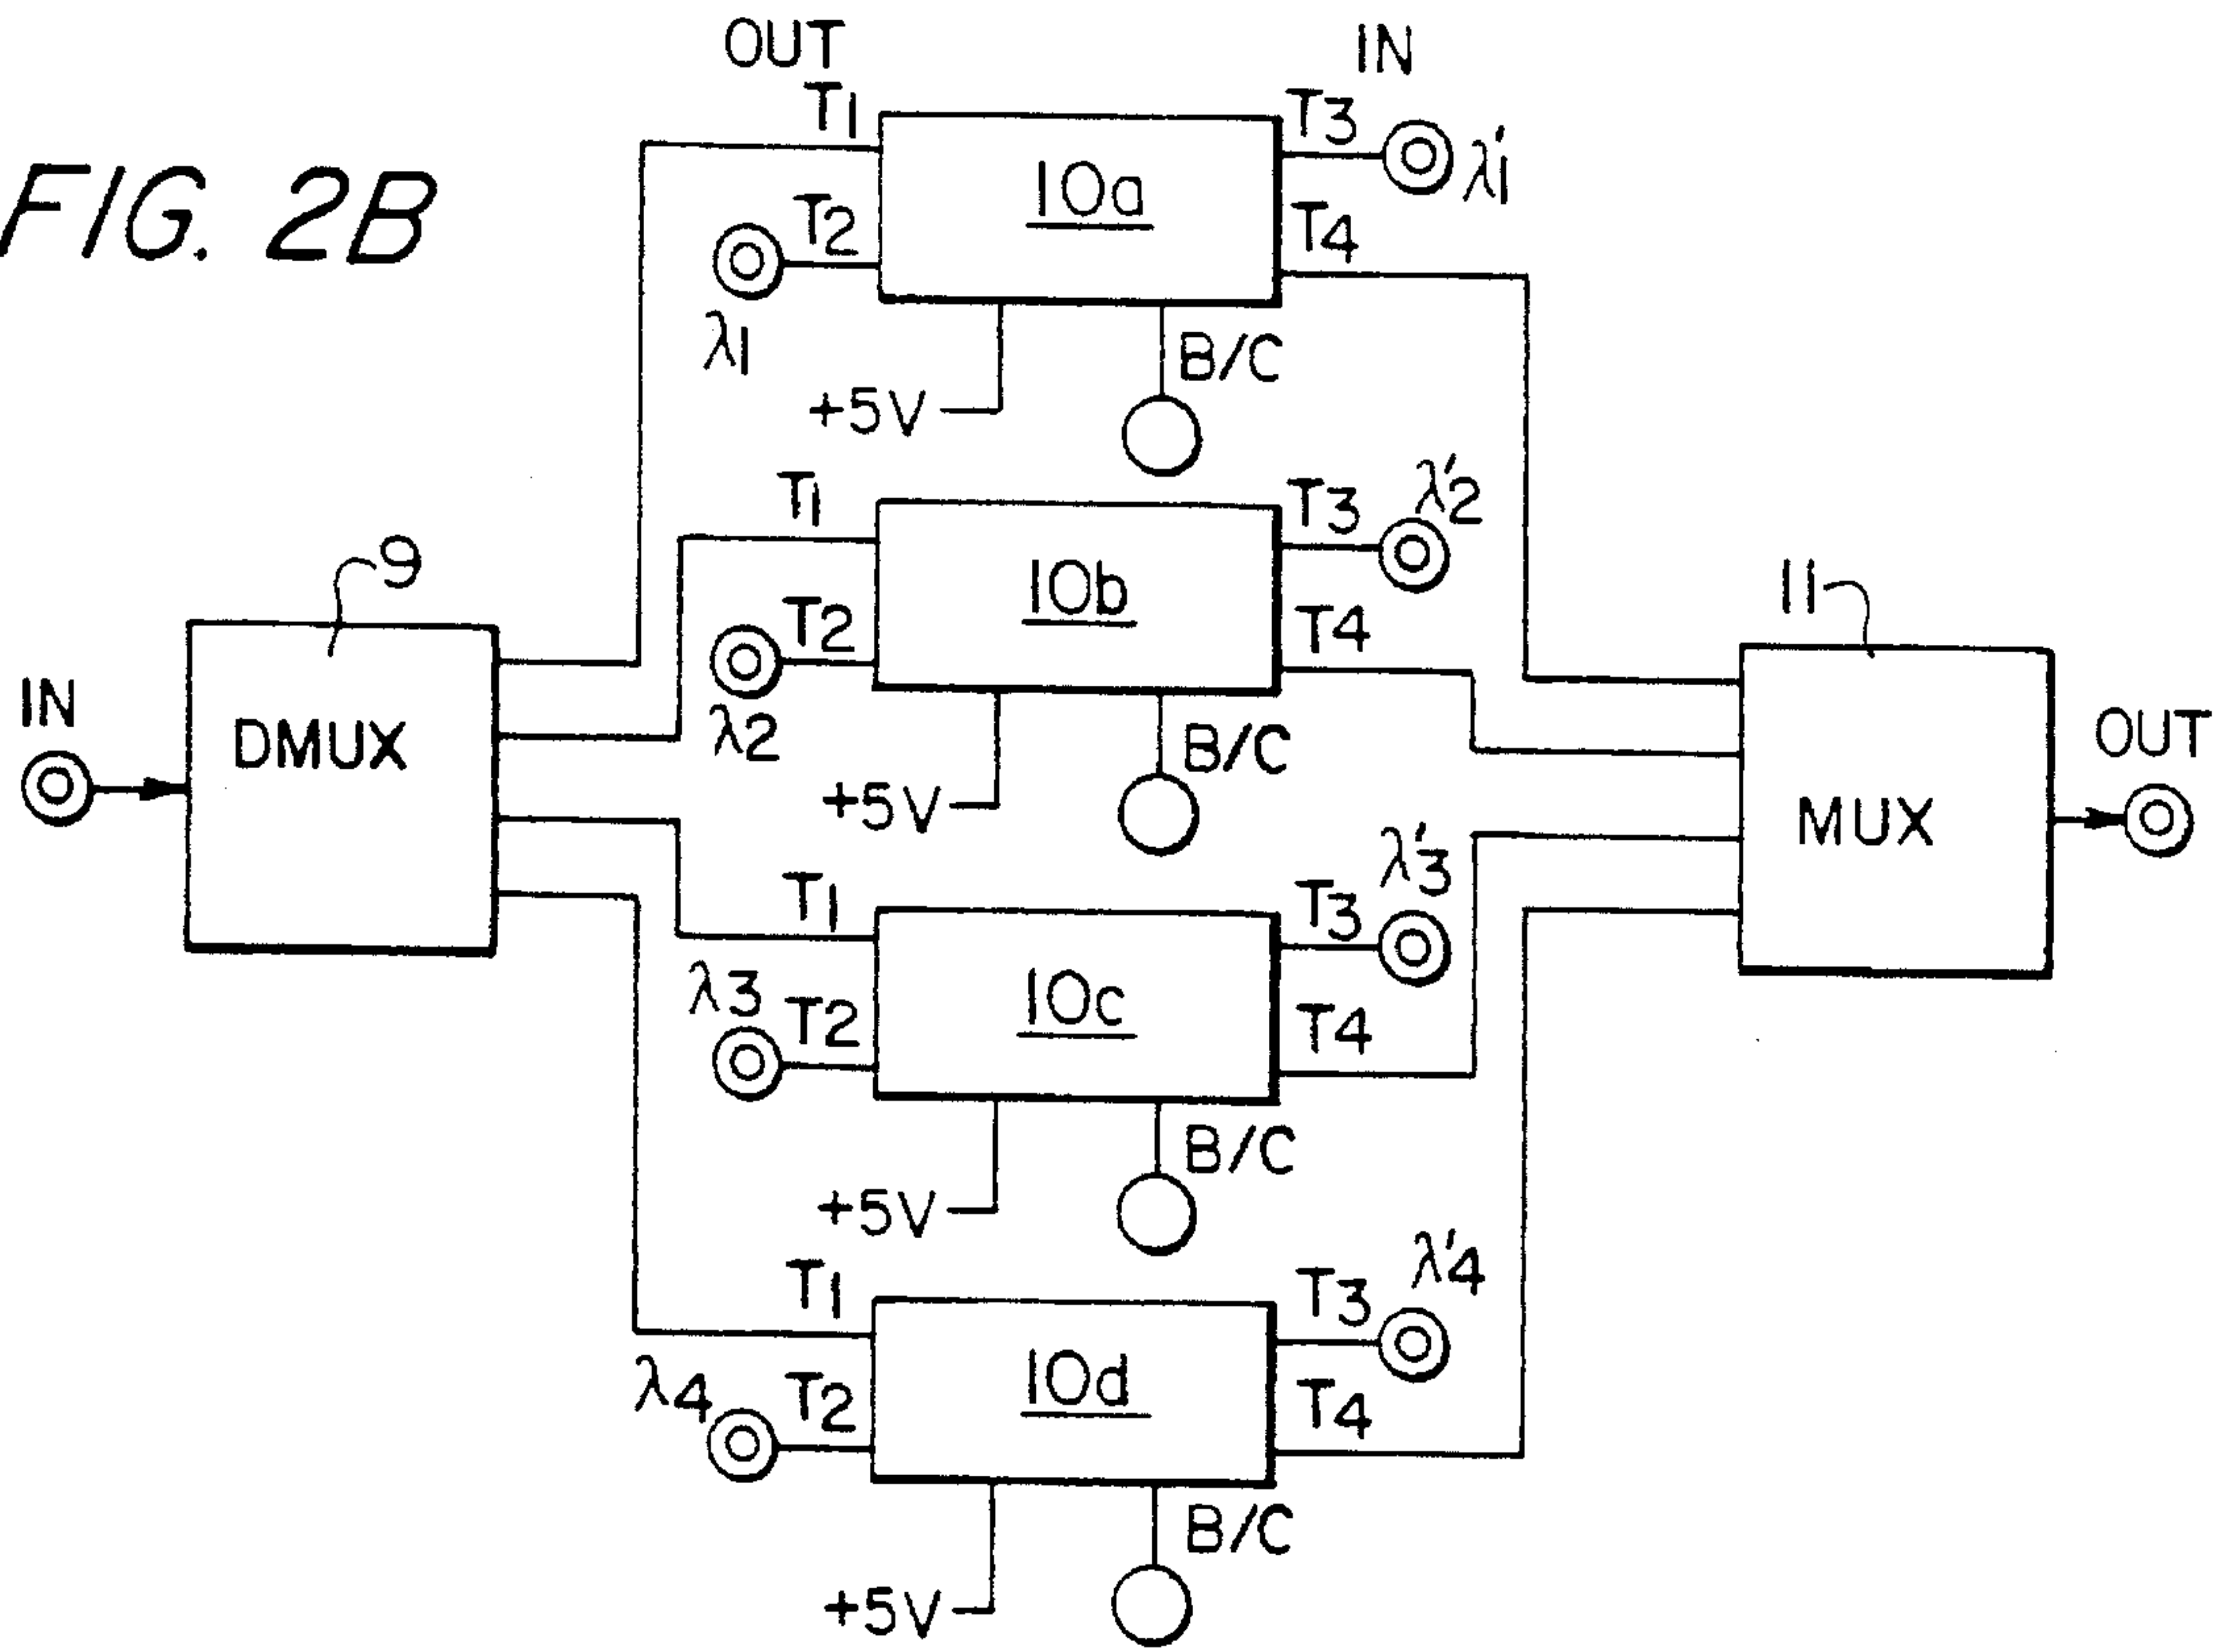 FIG. 2B
OUT
IN
T1
T3
λ'1
10a
T2
T4
λ1
B/C
+5V
T1
T3
λ'2
10b
T2
T4
λ2
B/C
+5V
9
11
IN
DMUX
MUX
OUT
T1
T3
λ'3
10c
λ3
T2
T4
B/C
+5V
T1
T3
λ'4
10d
λ4
T2
T4
B/C
+5V